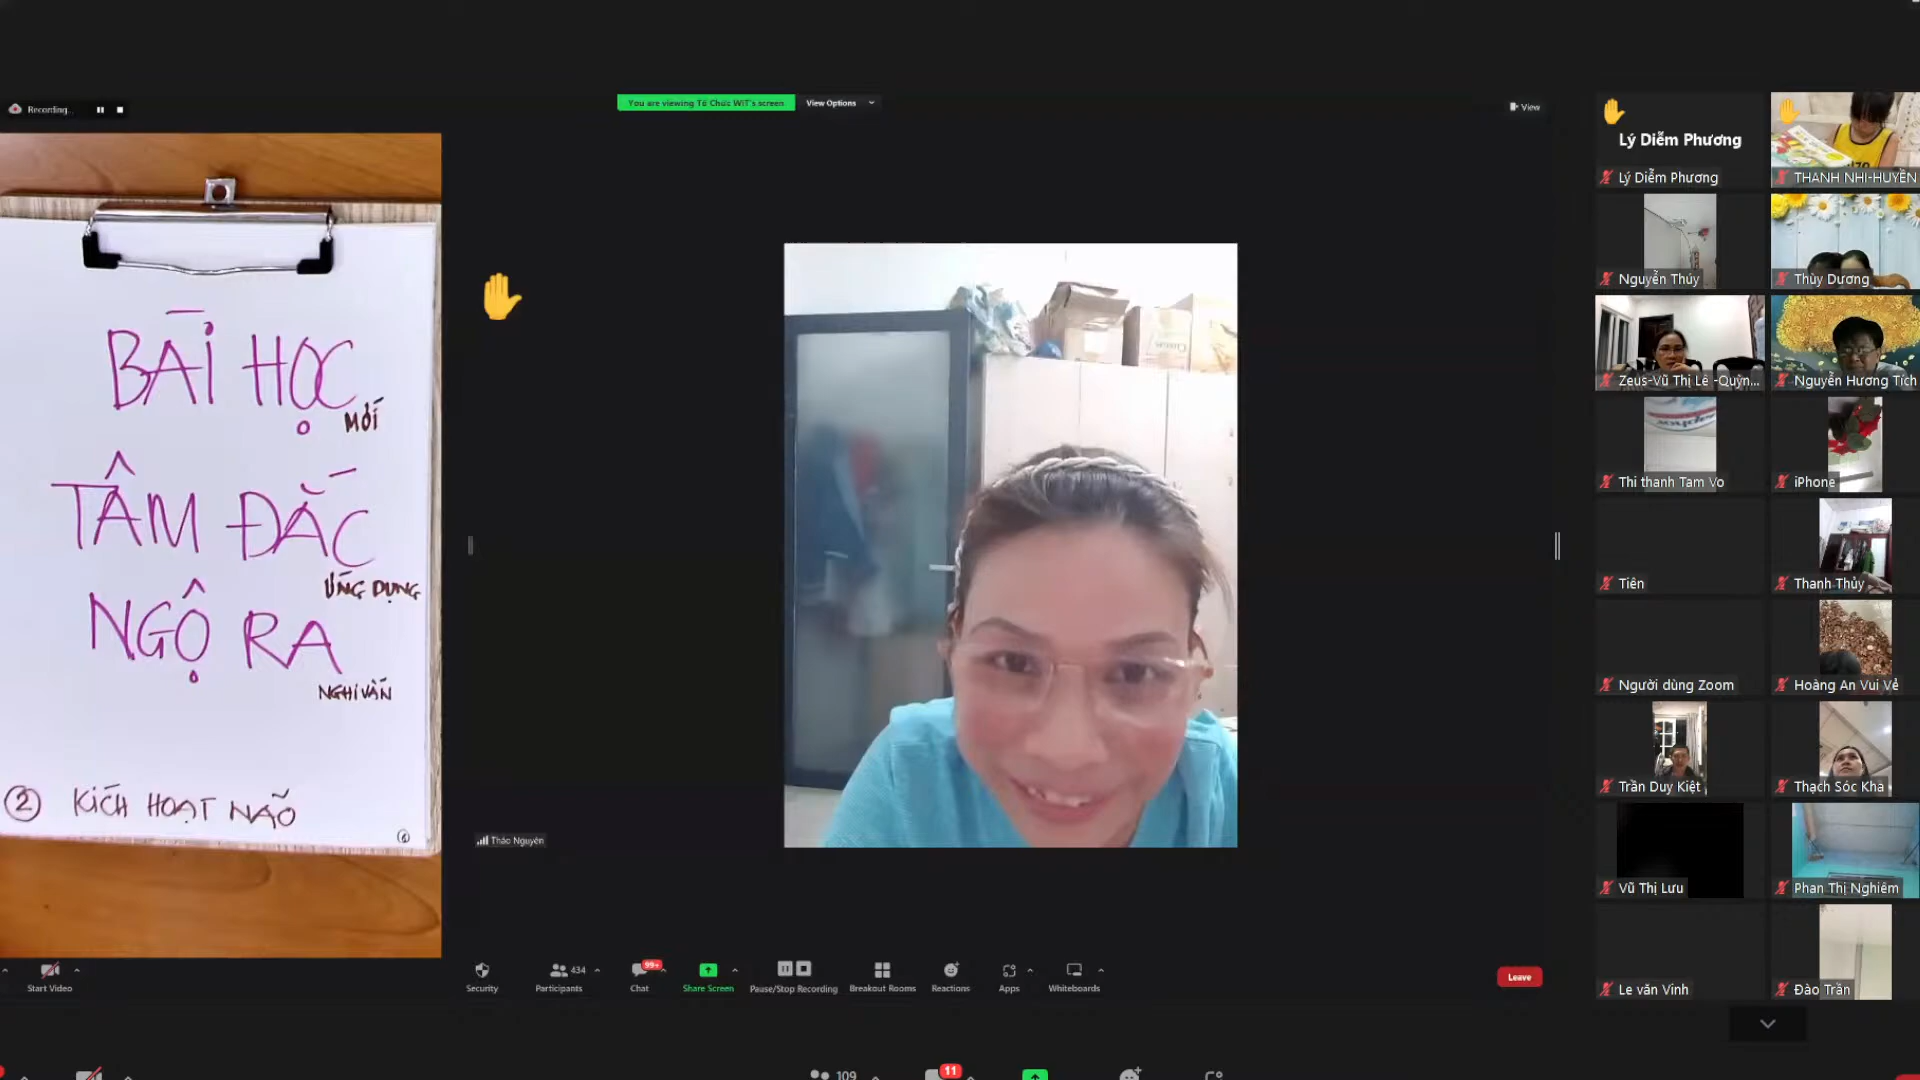 Recording...
You are viewing Tổ Chức WIT's screen
View Options
View
BÀI HỌC
MỚI
TÂM ĐẮC
ỨNG DỤNG
NGỘ RA
NGHI VẤN
2 KÍCH HOẠT NÃO
Thảo Nguyên
Lý Diễm Phương
Lý Diễm Phương
THANH NHI-HUYỀN
Nguyễn Thúy
Thùy Dương
Zeus-Vũ Thị Lê -Quỳn...
Nguyễn Hương Tích
Thi thanh Tam Vo
iPhone
Tiên
Thanh Thủy
Người dùng Zoom
Hoàng An Vui Vẻ
Trần Duy Kiệt
Thạch Sóc Kha
Vũ Thị Lưu
Phan Thị Nghiêm
Le văn Vinh
Đào Trần
Start Video
Security
Participants
434
Chat
99+
Share Screen
Pause/Stop Recording
Breakout Rooms
Reactions
Apps
Whiteboards
Leave
109
11